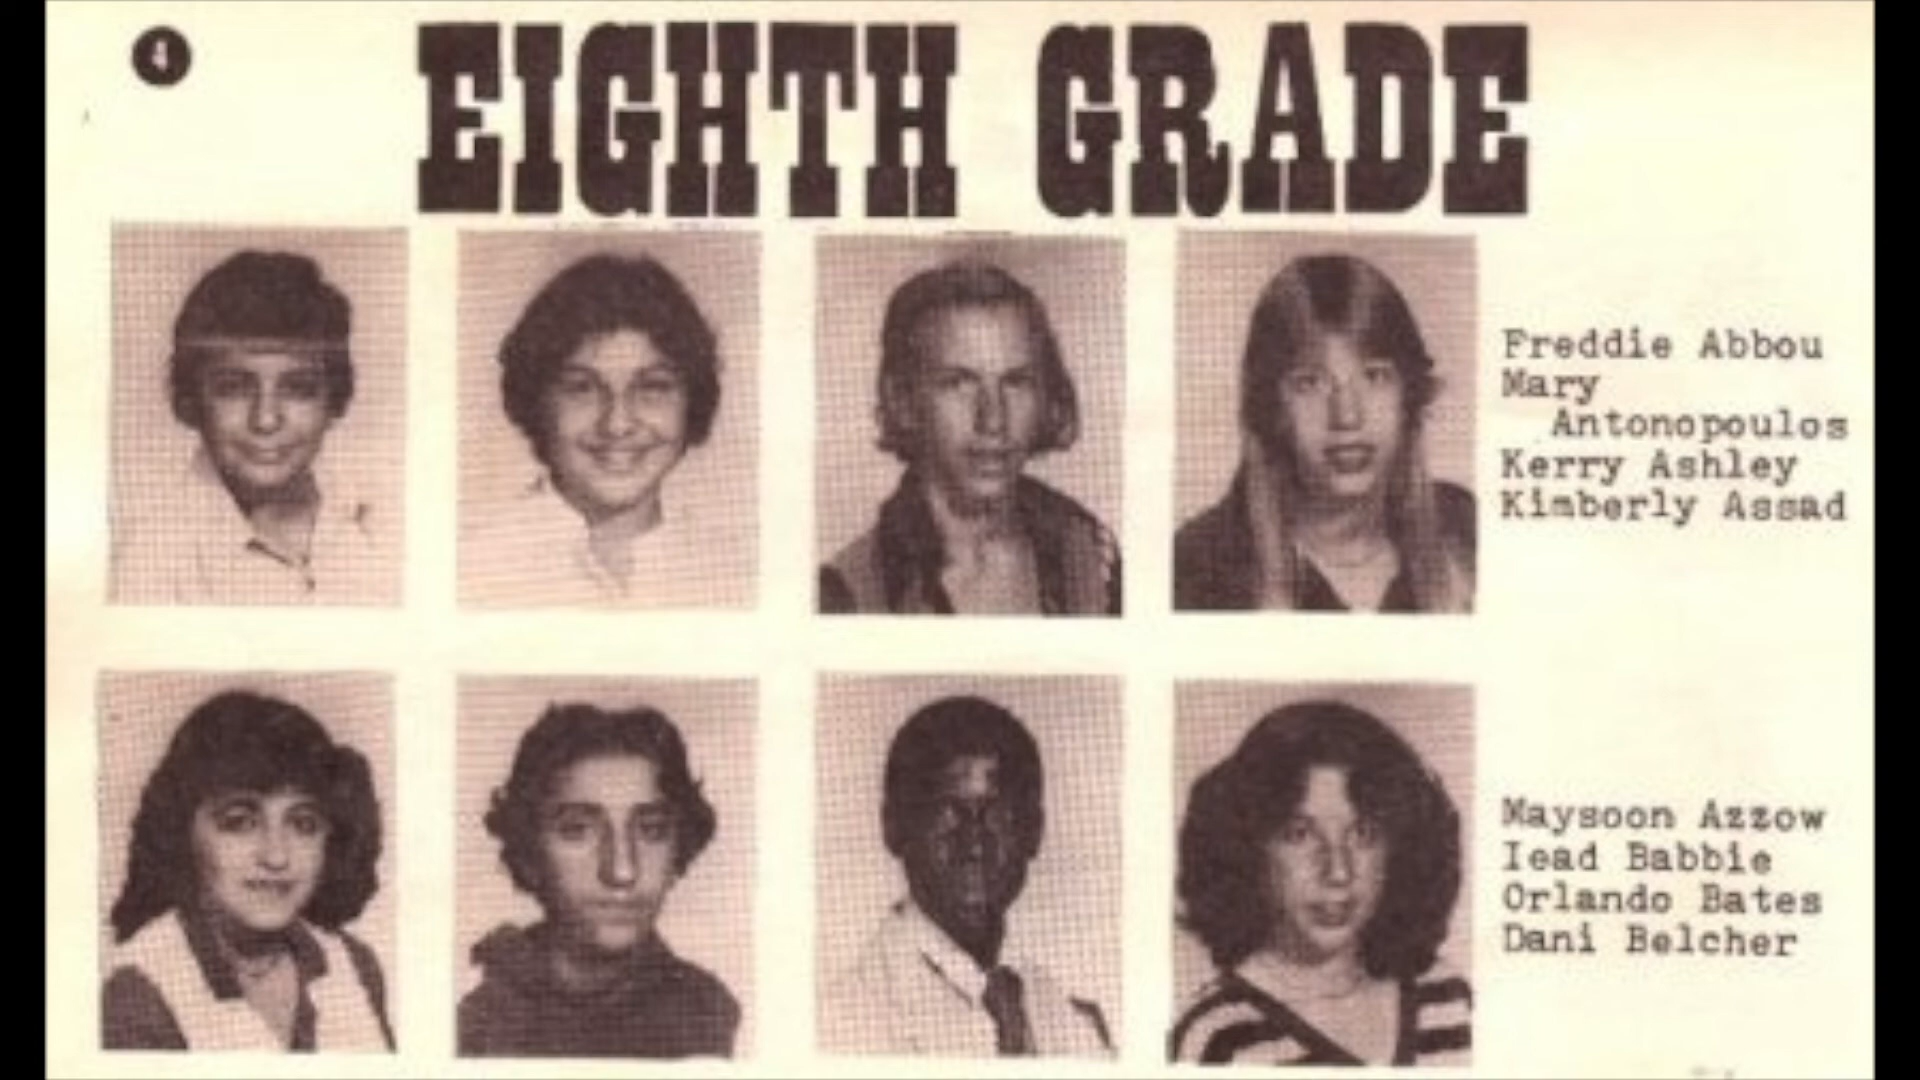 4
EIGHTH GRADE
Freddie Abbou
Mary
Antonopoulos
Kerry Ashley
Kimberly Assad
Maysoon Azzow
Iead Babbie
Orlando Bates
Dani Belcher